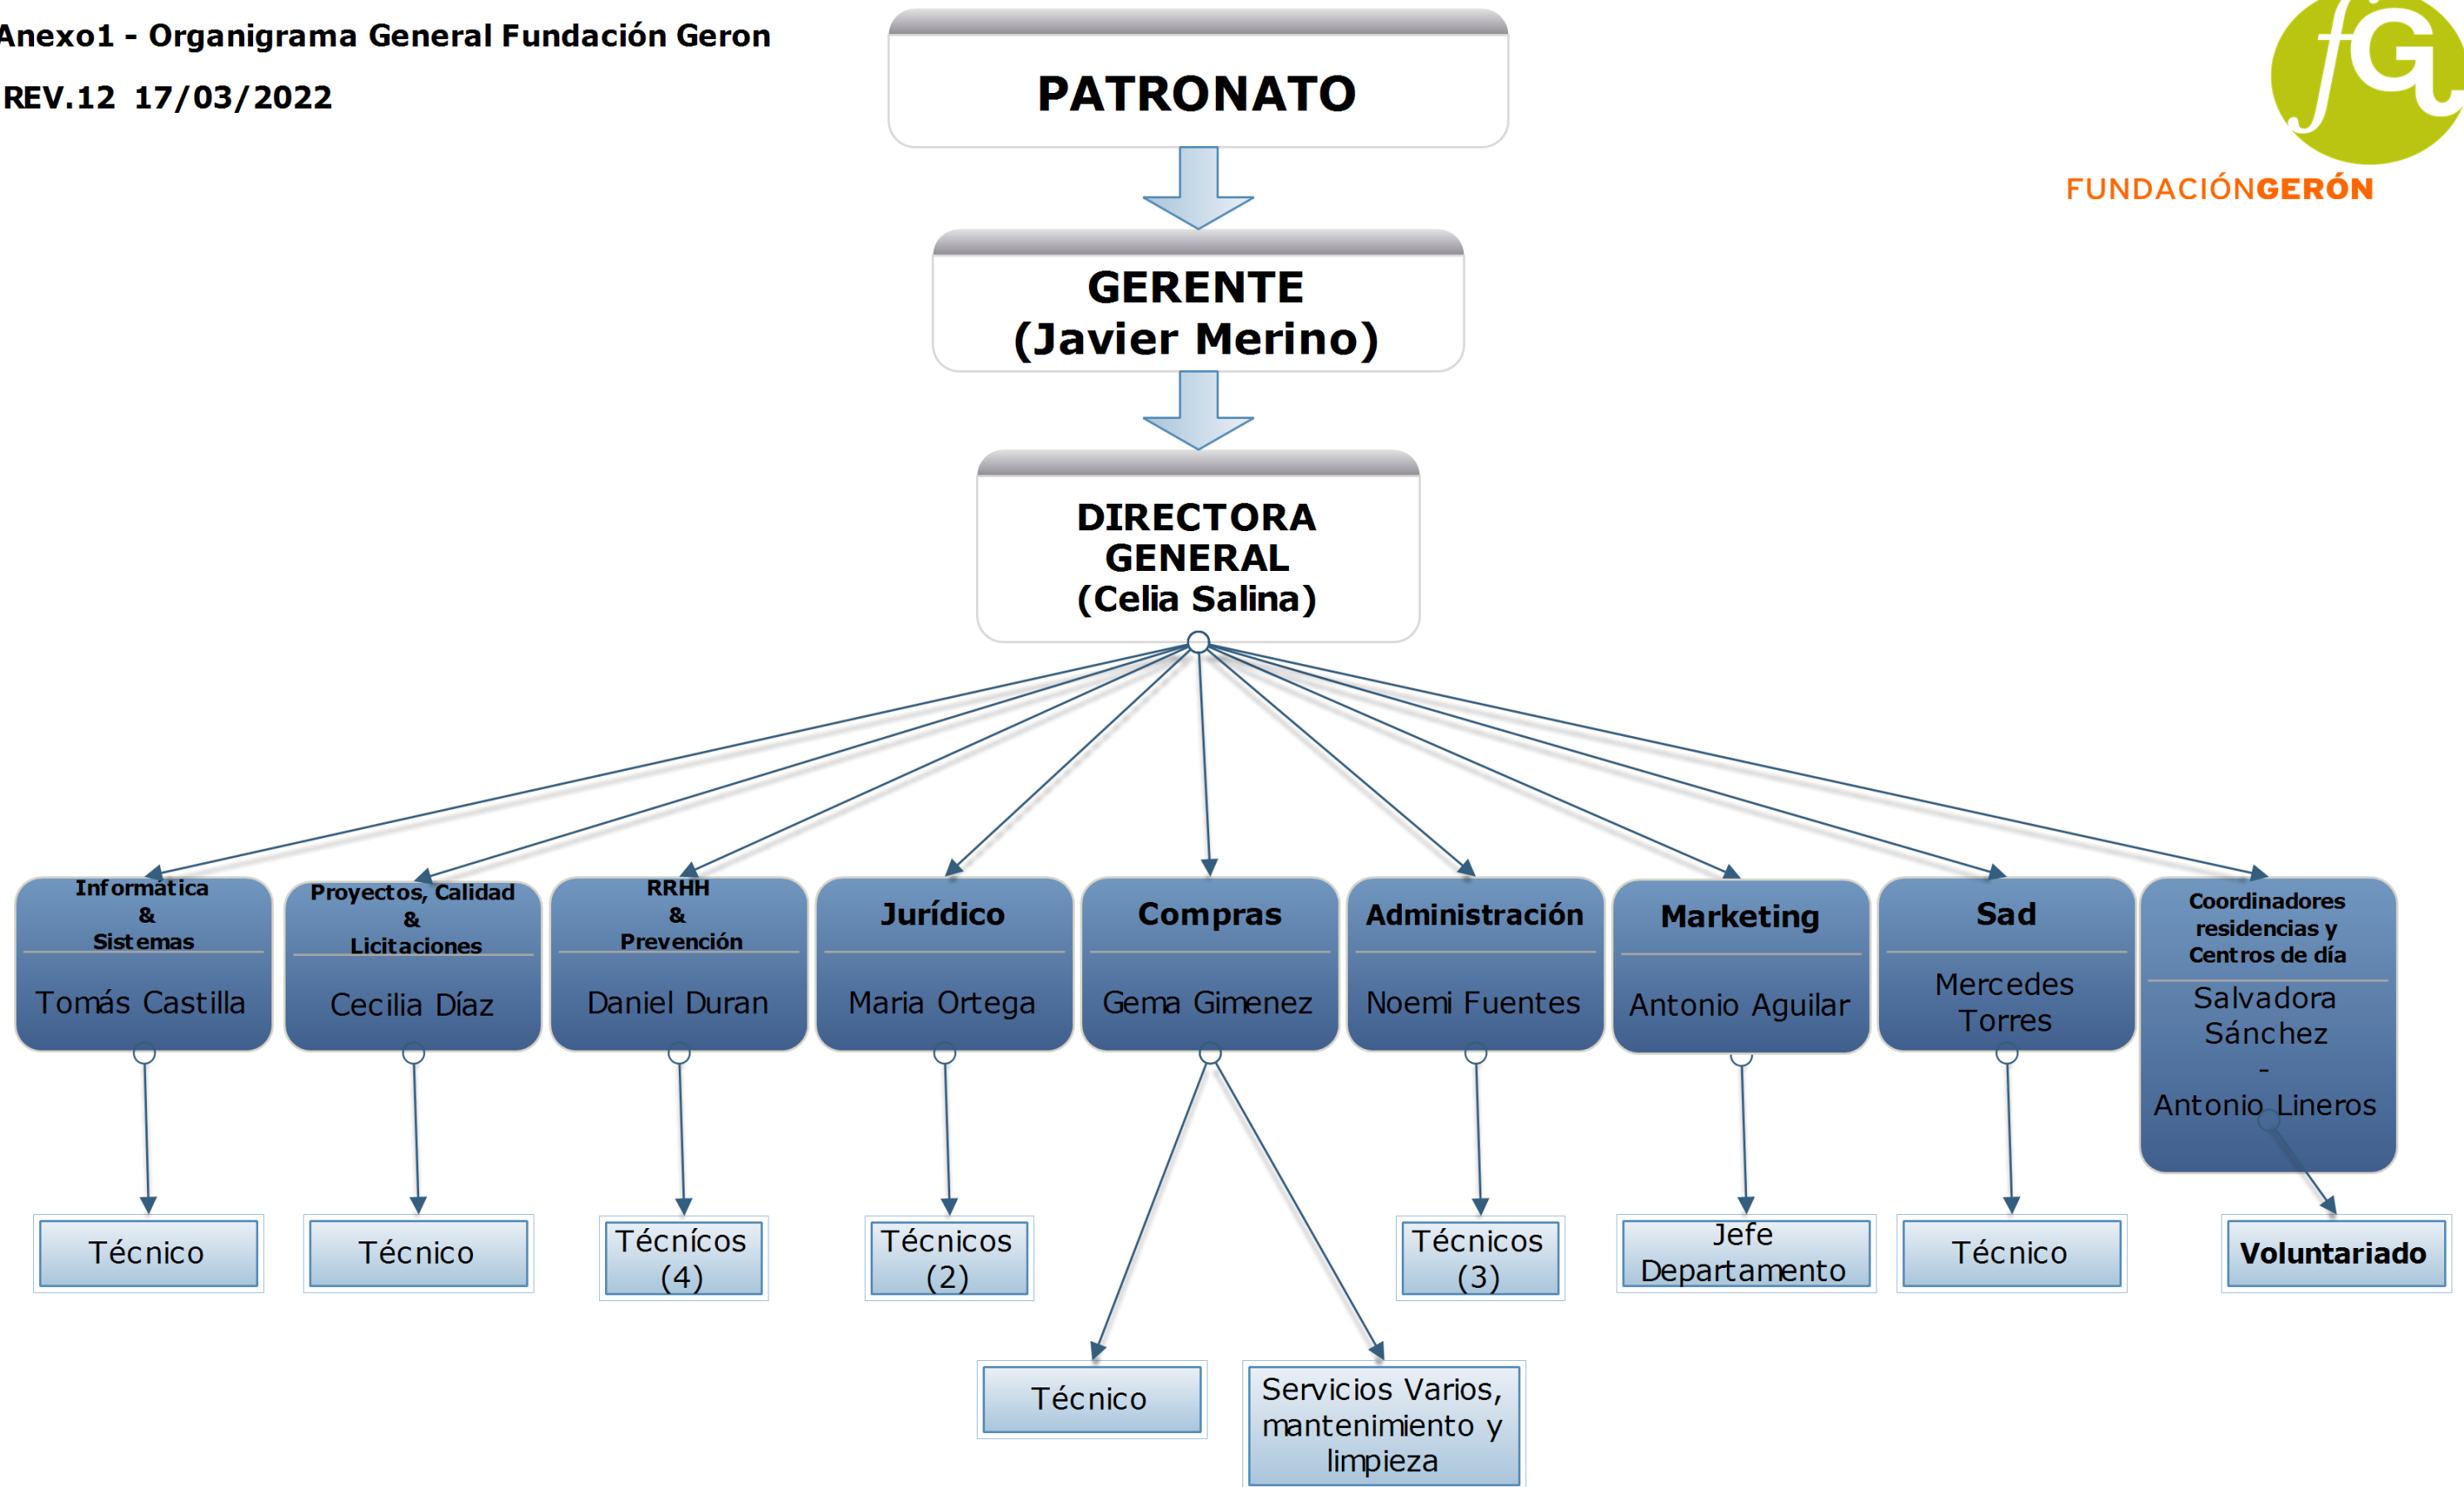 Anexo1 - Organigrama General Fundación Geron
REV.12 17/03/2022
fG
FUNDACIÓNGERÓN
PATRONATO
GERENTE
(Javier Merino)
DIRECTORA
GENERAL
(Celia Salina)
Informática
&
Sistemas
Tomás Castilla
Proyectos, Calidad
&
Licitaciones
Cecilia Díaz
RRHH
&
Prevención
Daniel Duran
Jurídico
Maria Ortega
Compras
Gema Gimenez
Administración
Noemi Fuentes
Marketing
Antonio Aguilar
Sad
Mercedes
Torres
Coordinadores
residencias y
Centros de día
Salvadora
Sánchez
-
Antonio Lineros
Técnico
Técnico
Técnícos
(4)
Técnicos
(2)
Técnicos
(3)
Jefe
Departamento
Técnico
Voluntariado
Técnico
Servicios Varios,
mantenimiento y
limpieza